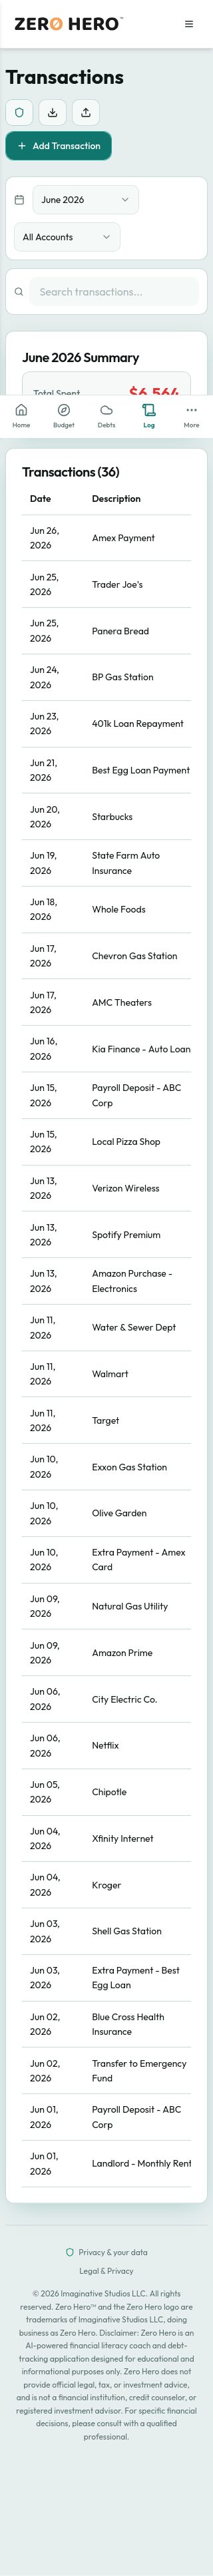 ZERO HERO™
Transactions
Add Transaction
June 2026
All Accounts
Search transactions...
June 2026 Summary
Total Spent
$6,564
Home Budget Debts Log More
Transactions (36)
Date Description
Jun 26,
2026
Amex Payment
Jun 25,
2026
Trader Joe's
Jun 25,
2026
Panera Bread
Jun 24,
2026
BP Gas Station
Jun 23,
2026
401k Loan Repayment
Jun 21,
2026
Best Egg Loan Payment
Jun 20,
2026
Starbucks
Jun 19,
2026
State Farm Auto
Insurance
Jun 18,
2026
Whole Foods
Jun 17,
2026
Chevron Gas Station
Jun 17,
2026
AMC Theaters
Jun 16,
2026
Kia Finance - Auto Loan
Jun 15,
2026
Payroll Deposit - ABC
Corp
Jun 15,
2026
Local Pizza Shop
Jun 13,
2026
Verizon Wireless
Jun 13,
2026
Spotify Premium
Jun 13,
2026
Amazon Purchase -
Electronics
Jun 11,
2026
Water & Sewer Dept
Jun 11,
2026
Walmart
Jun 11,
2026
Target
Jun 10,
2026
Exxon Gas Station
Jun 10,
2026
Olive Garden
Jun 10,
2026
Extra Payment - Amex
Card
Jun 09,
2026
Natural Gas Utility
Jun 09,
2026
Amazon Prime
Jun 06,
2026
City Electric Co.
Jun 06,
2026
Netflix
Jun 05,
2026
Chipotle
Jun 04,
2026
Xfinity Internet
Jun 04,
2026
Kroger
Jun 03,
2026
Shell Gas Station
Jun 03,
2026
Extra Payment - Best
Egg Loan
Jun 02,
2026
Blue Cross Health
Insurance
Jun 02,
2026
Transfer to Emergency
Fund
Jun 01,
2026
Payroll Deposit - ABC
Corp
Jun 01,
2026
Landlord - Monthly Rent
Privacy & your data
Legal & Privacy
© 2026 Imaginative Studios LLC. All rights
reserved. Zero Hero™ and the Zero Hero logo are
trademarks of Imaginative Studios LLC, doing
business as Zero Hero. Disclaimer: Zero Hero is an
AI-powered financial literacy coach and debt-
tracking application designed for educational and
informational purposes only. Zero Hero does not
provide official legal, tax, or investment advice,
and is not a financial institution, credit counselor, or
registered investment advisor. For specific financial
decisions, please consult with a qualified
professional.